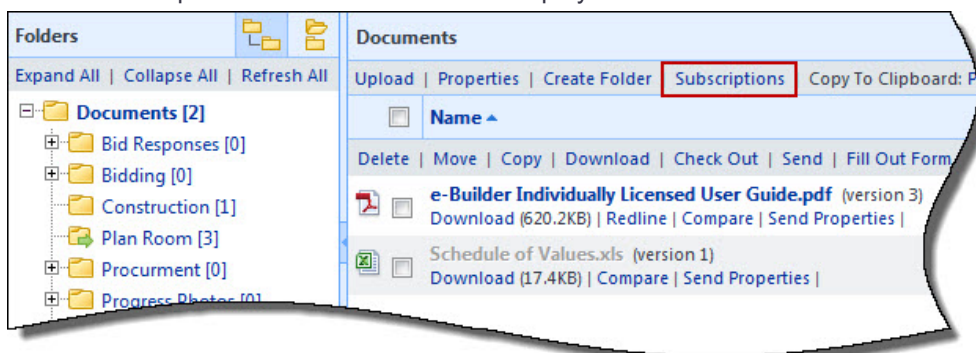 Folders
Expand All | Collapse All | Refresh All
Documents [2]
Bid Responses [0]
Bidding [0]
Construction [1]
Plan Room [3]
Procurment [0]
Progress Photos [0]
Documents
Upload | Properties | Create Folder | Subscriptions | Copy To Clipboard:
Name
Delete | Move | Copy | Download | Check Out | Send | Fill Out Form
e-Builder Individually Licensed User Guide.pdf (version 3)
Download (620.2KB) | Redline | Compare | Send Properties |
Schedule of Values.xls (version 1)
Download (17.4KB) | Compare | Send Properties |